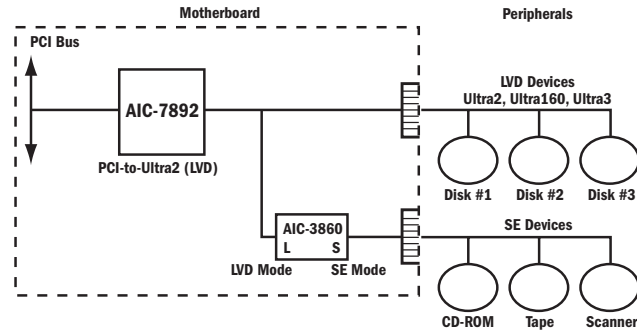 Motherboard
Peripherals
PCI Bus
AIC-7892
PCI-to-Ultra2 (LVD)
LVD Devices
Ultra2, Ultra160, Ultra3
Disk #1
Disk #2
Disk #3
AIC-3860
L S
LVD Mode
SE Mode
SE Devices
CD-ROM
Tape
Scanner